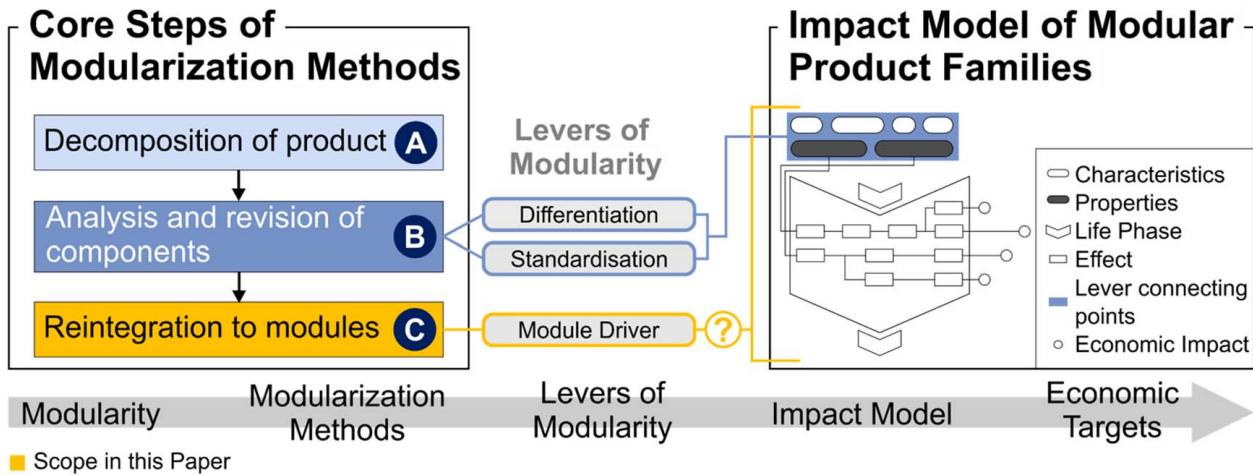 Core Steps of
Modularization Methods
Decomposition of product
A
Analysis and revision of
components
B
Reintegration to modules
C
Levers of
Modularity
Differentiation
Standardisation
Module Driver
?
Impact Model of Modular
Product Families
Characteristics
Properties
Life Phase
Effect
Lever connecting
points
Economic Impact
Modularity
Modularization
Methods
Levers of
Modularity
Impact Model
Economic
Targets
Scope in this Paper